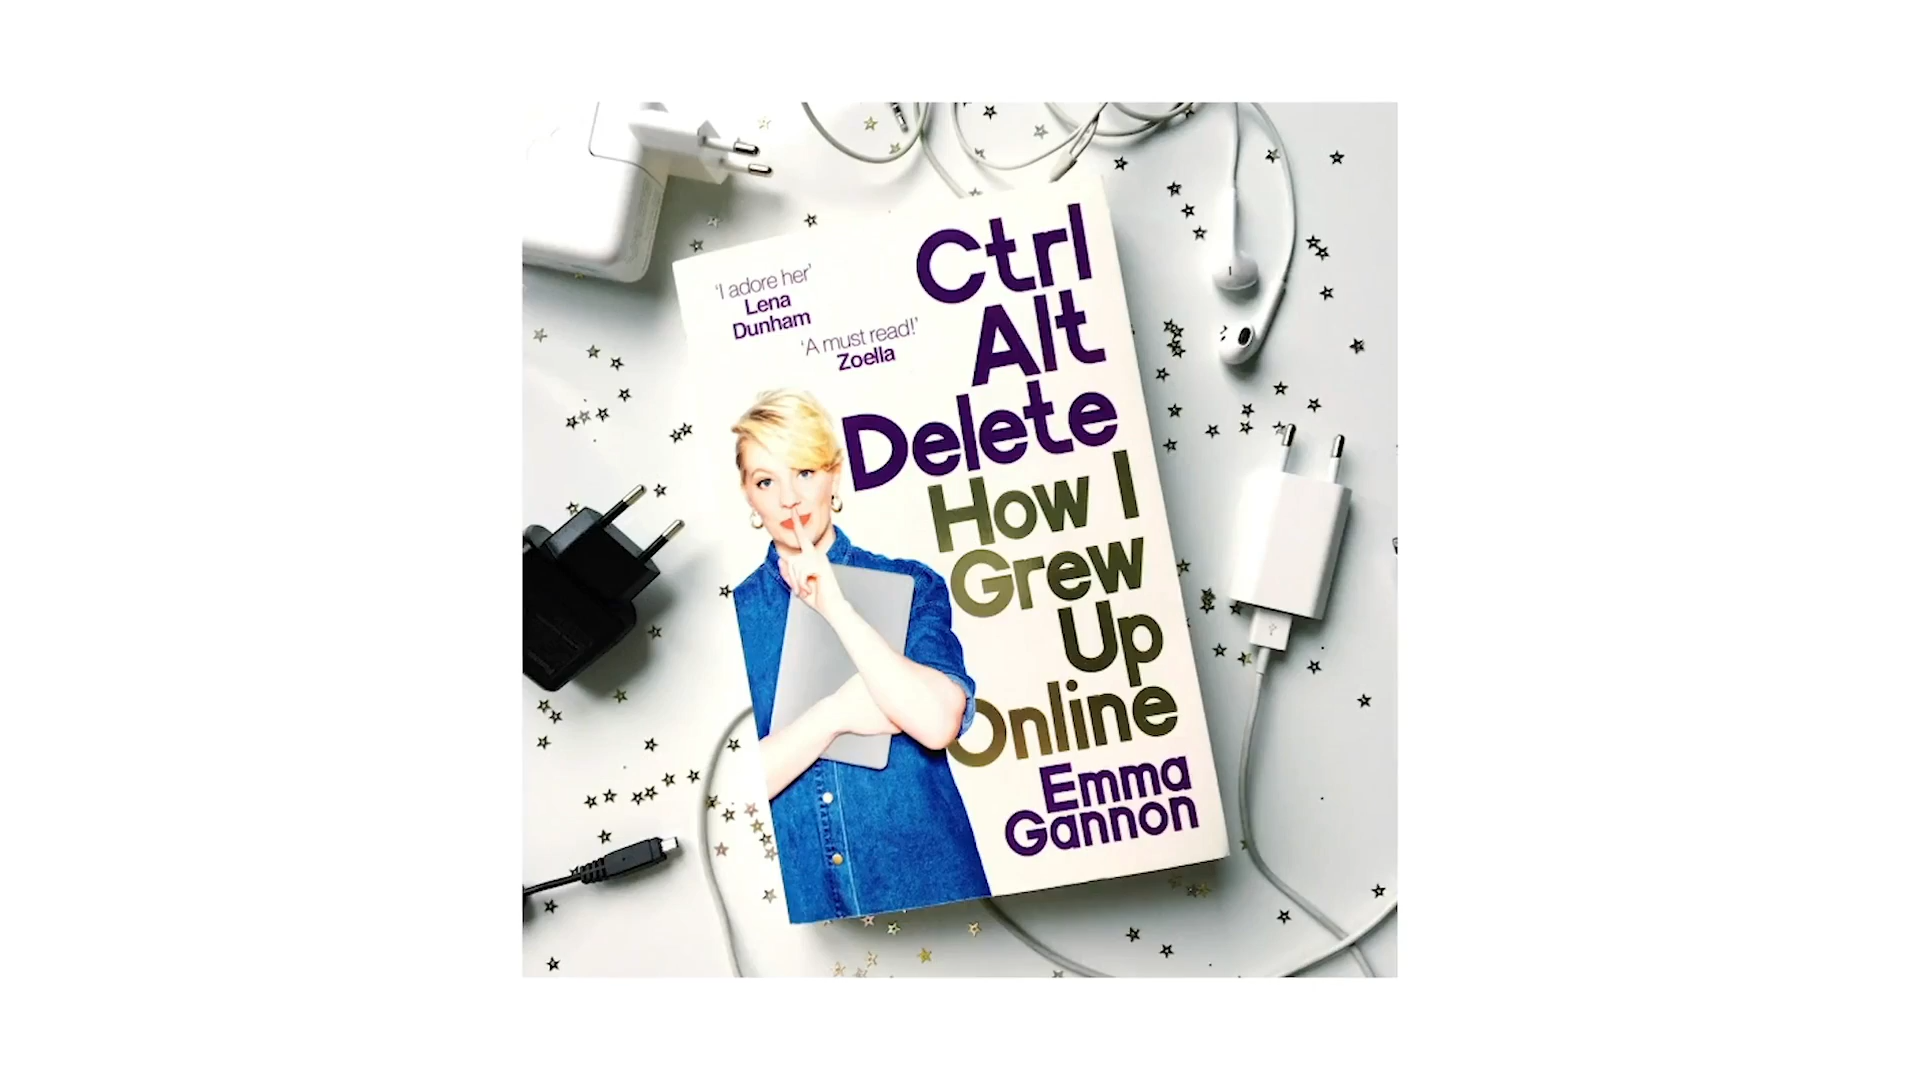 'I adore her'
Lena
Dunham
'A must read!'
Zoella
Ctrl
Alt
Delete
How I
Grew
Up
Online
Emma
Gannon